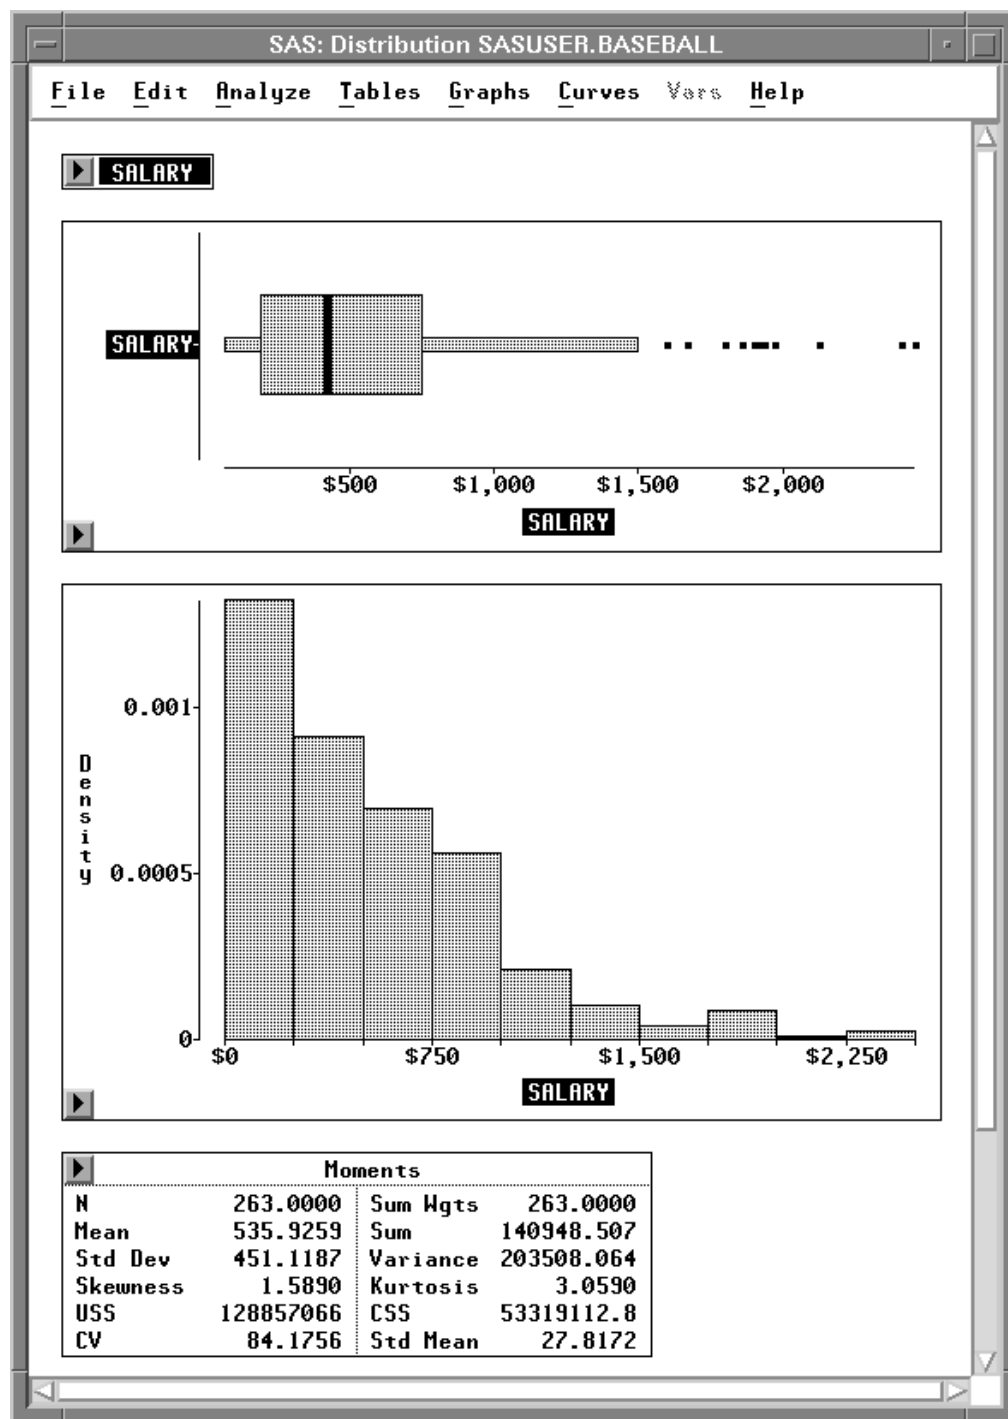 SAS: Distribution SASUSER.BASEBALL
File Edit Analyze Tables Graphs Curves Vars Help
SALARY
SALARY
$500 $1,000 $1,500 $2,000
SALARY
0.001
Density
0.0005
0
$0 $750 $1,500 $2,250
SALARY
Moments
N 263.0000 Sum Wgts 263.0000
Mean 535.9259 Sum 140948.507
Std Dev 451.1187 Variance 203508.064
Skewness 1.5890 Kurtosis 3.0590
USS 128857066 CSS 53319112.8
CV 84.1756 Std Mean 27.8172